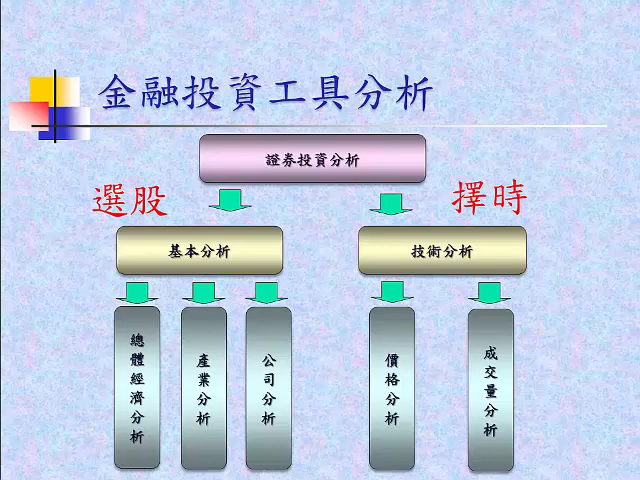 金融投資工具分析
證券投資分析
選股
擇時
基本分析
技術分析
總體經濟分析
產業分析
公司分析
價格分析
成交量分析